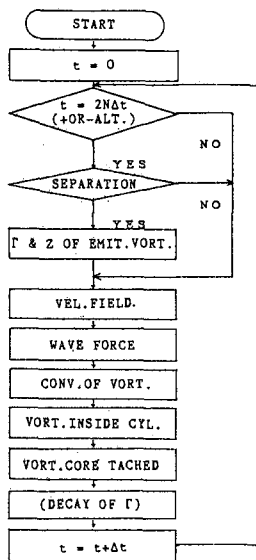 START
t = 0
t = 2NΔt
(+OR-ALT.)
NO
YES
SEPARATION
NO
YES
Γ & Z OF EMIT.VORT.
VEL.FIELD.
WAVE FORCE
CONV.OF VORT.
VORT.INSIDE CYL.
VORT.CORE TACHED
(DECAY OF Γ)
t = t+Δt